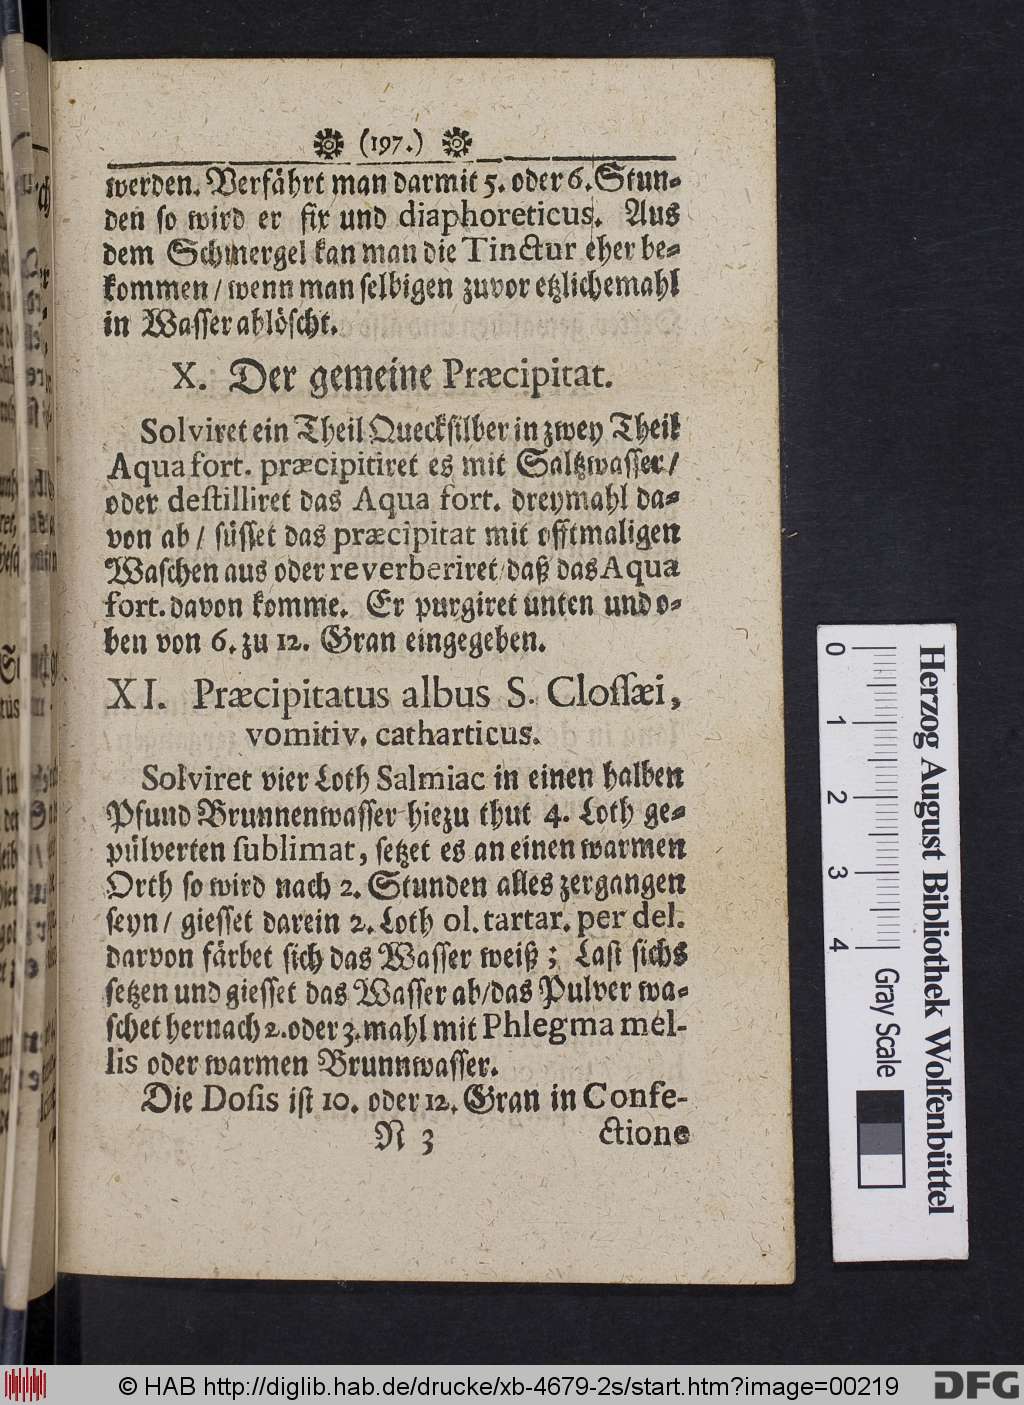 (197.)
werden. Verfährt man darmit 5. oder 6. Stun-
den so wird er fix und diaphoreticus. Aus
dem Schmergel kan man die Tinctur eher be-
kommen / wenn man selbigen zuvor etzlichemahl
in Wasser ablöscht.
X. Der gemeine Præcipitat.
Solviret ein Theil Quecksilber in zwey Theil
Aqua fort. præcipitiret es mit Saltzwasser /
oder destilliret das Aqua fort. dreymahl da-
von ab / süsset das præcipitat mit offtmaligen
Waschen aus oder reverberiret / daß das Aqua
fort. davon komme. Er purgiret unten und o-
ben von 6. zu 12. Gran eingegeben.
XI. Præcipitatus albus S. Clossæi,
vomitiv. catharticus.
Solviret vier Loth Salmiac in einen halben
Pfund Brunnenwasser hiezu thut 4. Loth ge-
pülverten sublimat, setzet es an einen warmen
Orth so wird nach 2. Stunden alles zergangen
seyn / giesset darein 2. Loth ol. tartar. per del.
darvon färbet sich das Wasser weiß ; Last sichs
setzen und giesset das Wasser ab / das Pulver wa-
schet hernach 2. oder 3. mahl mit Phlegma mel-
lis oder warmen Brunnwasser.
Die Dosis ist 10. oder 12. Gran in Confe-
N 3 ctione
Herzog August Bibliothek Wolfenbüttel
0 1 2 3 4 Gray Scale
© HAB http://diglib.hab.de/drucke/xb-4679-2s/start.htm?image=00219
DFG